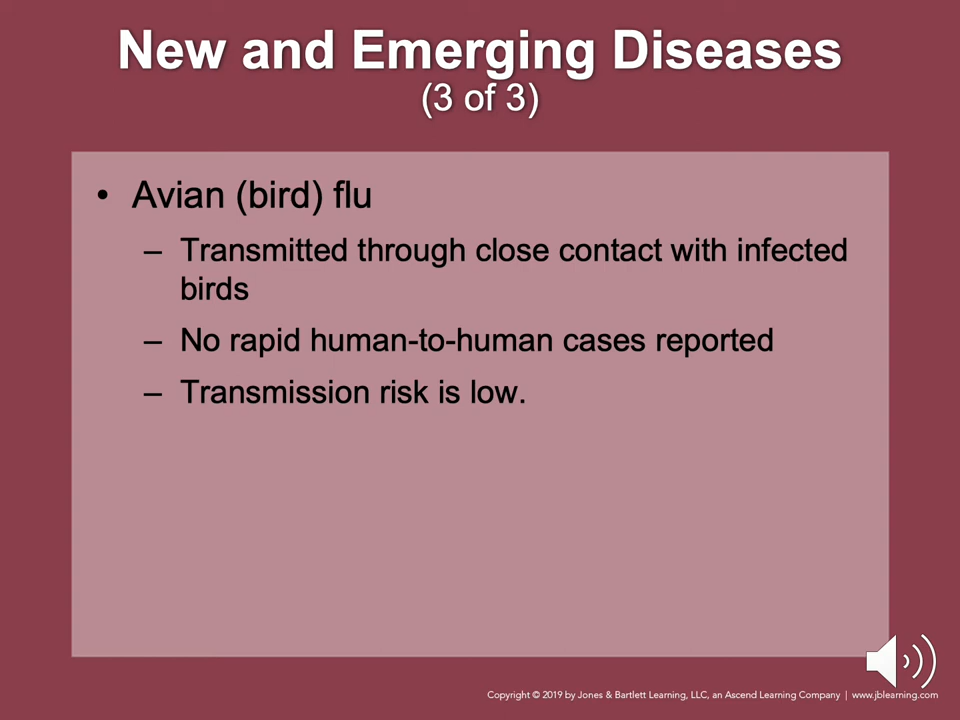 New and Emerging Diseases
(3 of 3)
• Avian (bird) flu
– Transmitted through close contact with infected
birds
– No rapid human-to-human cases reported
– Transmission risk is low.
Copyright © 2019 by Jones & Bartlett Learning, LLC, an Ascend Learning Company | www.jblearning.com